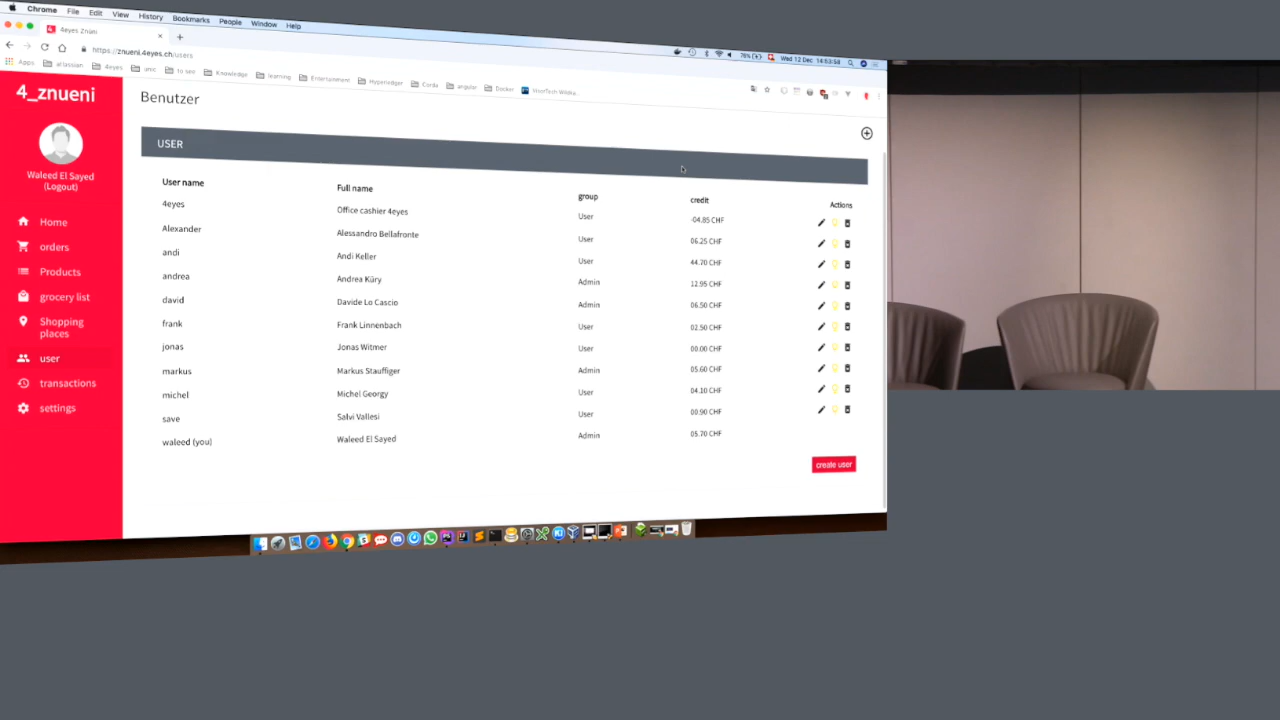 Chrome File Edit View History Bookmarks People Window Help
76% Wed 12 Dec 14:53:58
4eyes Znueni
https://znueni.4eyes.ch/users
Apps atlassian 4eyes to see Knowledge learning Entertainment Hyperledger Corda angular Docker
4_znueni
Waleed El Sayed
(Logout)
Home
orders
Products
grocery list
Shopping
places
user
transactions
settings
Benutzer
USER
User name Full name group credit Actions
4eyes Office cashier 4eyes User -04.85 CHF
Alexander Alessandro Bellafronte User 06.25 CHF
andi Andi Keller User 44.70 CHF
andrea Andrea Küry Admin 12.95 CHF
david Davide Lo Cascio Admin 06.50 CHF
frank Frank Linnenbach User 02.50 CHF
jonas Jonas Witmer User 00.00 CHF
markus Markus Stauffiger Admin 05.60 CHF
michel Michel Georgy User 04.10 CHF
save Salvi Vallesi User 00.90 CHF
waleed (you) Waleed El Sayed Admin 05.70 CHF
create user